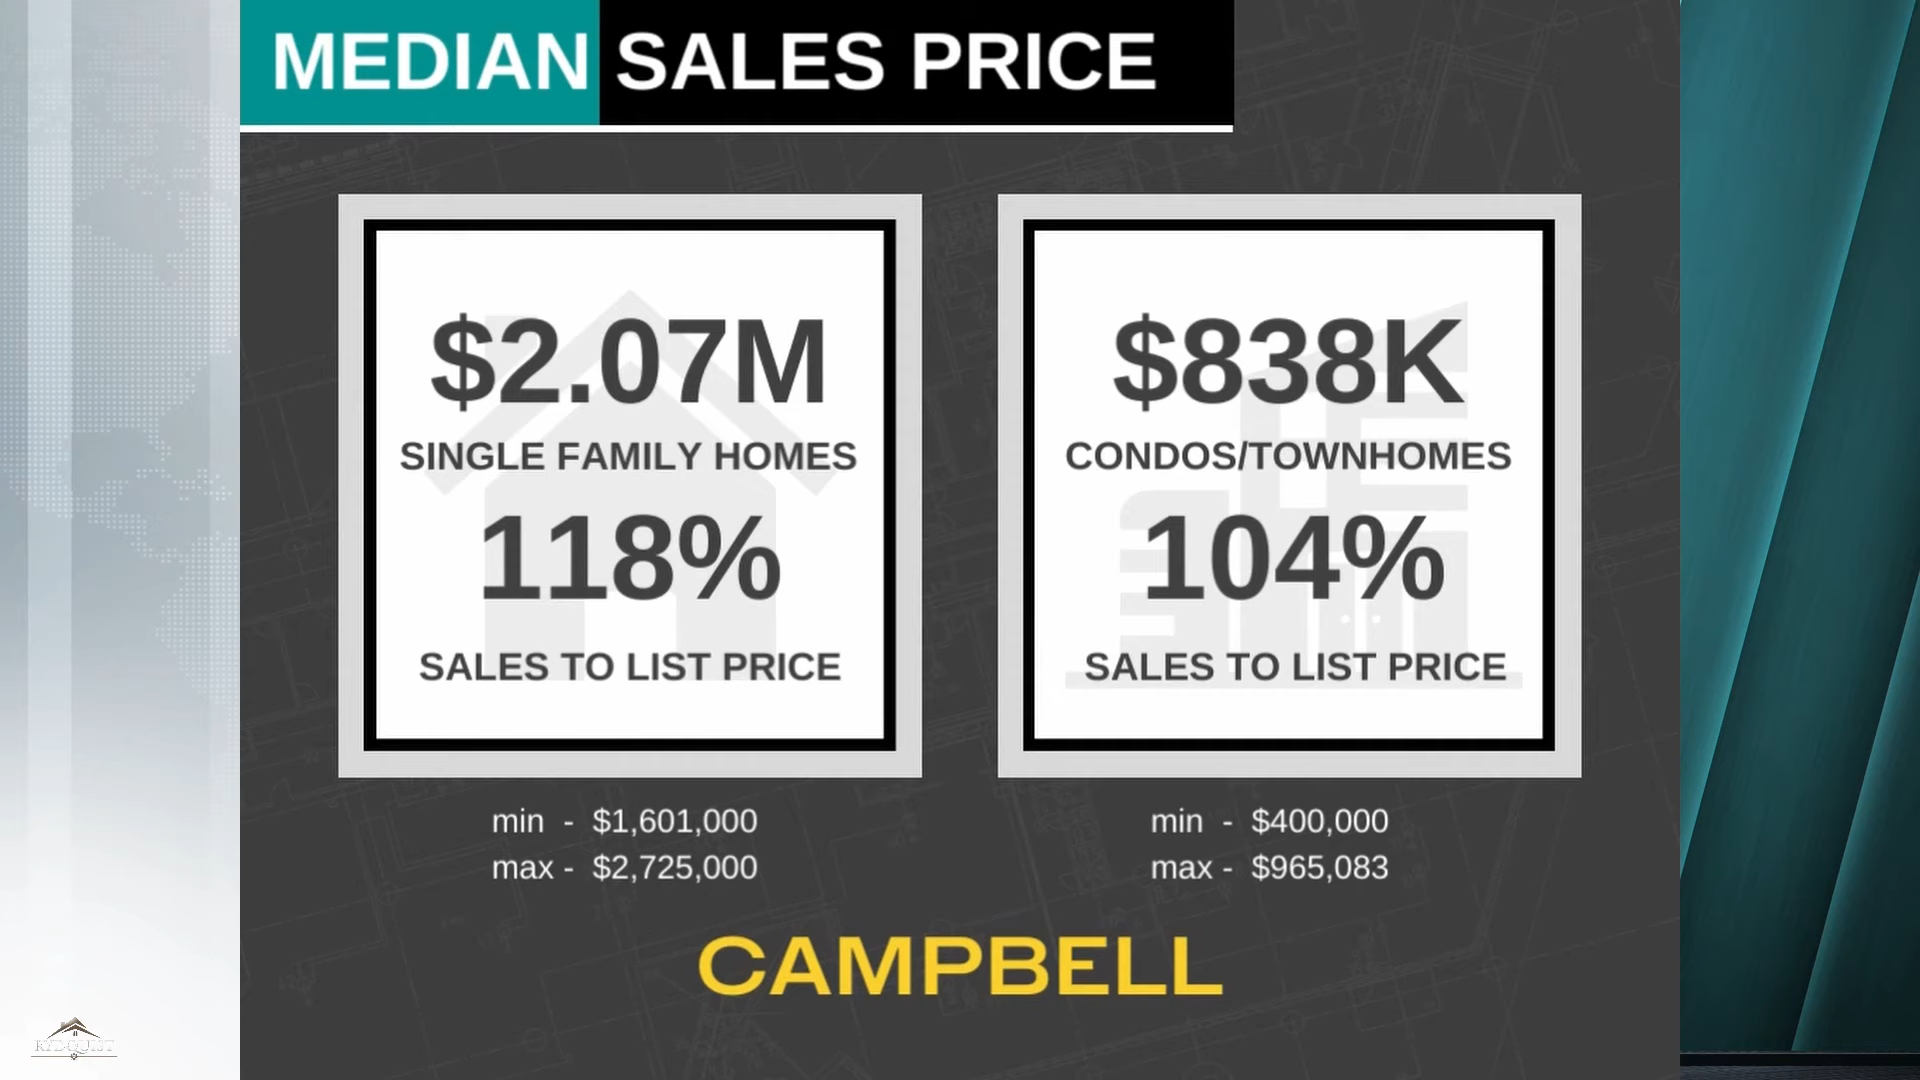 MEDIAN SALES PRICE
$2.07M
SINGLE FAMILY HOMES
118%
SALES TO LIST PRICE
min - $1,601,000
max - $2,725,000
$838K
CONDOS/TOWNHOMES
104%
SALES TO LIST PRICE
min - $400,000
max - $965,083
CAMPBELL
RYDQUIST